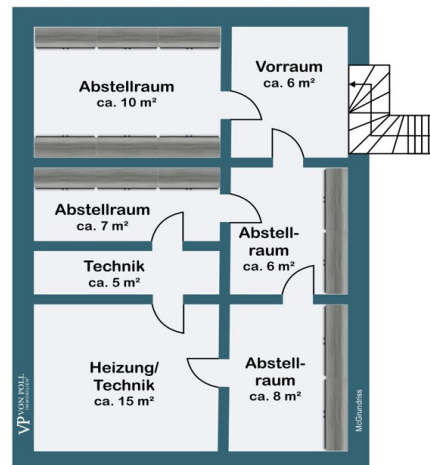 Abstellraum
ca. 10 m²
Vorraum
ca. 6 m²
Abstellraum
ca. 7 m²
Abstell-
raum
ca. 6 m²
Technik
ca. 5 m²
Heizung/
Technik
ca. 15 m²
Abstell-
raum
ca. 8 m²
VP VON POLL
IMMOBILIEN
McGrundriss